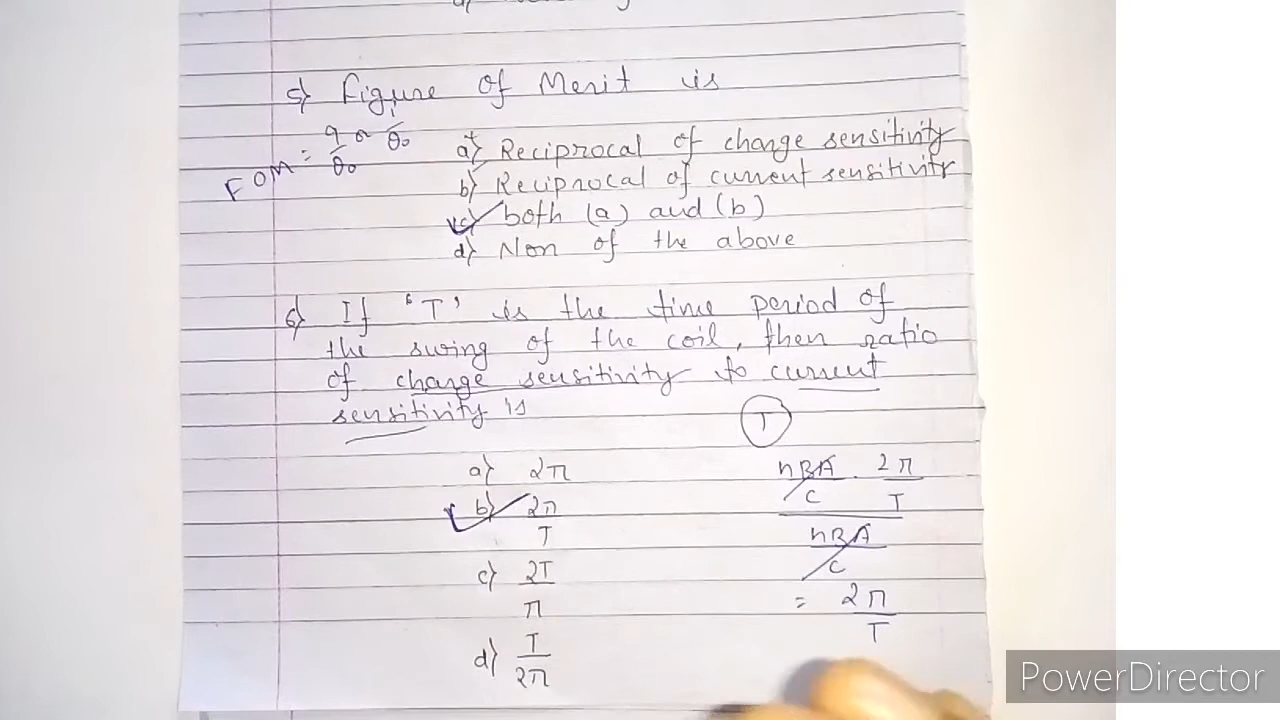 5) Figure of Merit is
FOM = q/θ₀ or i/θ₀
a) Reciprocal of charge sensitivity
b) Reciprocal of current sensitivity
c) both (a) and (b)
d) Non of the above
6) If 'T' is the time period of
the swing of the coil, then ratio
of charge sensitivity to current
sensitivity is
T
a) 2π
b) 2π/T
c) 2T/π
d) T/2π
nBA/C . 2π/T
nBA/C
= 2π/T
PowerDirector